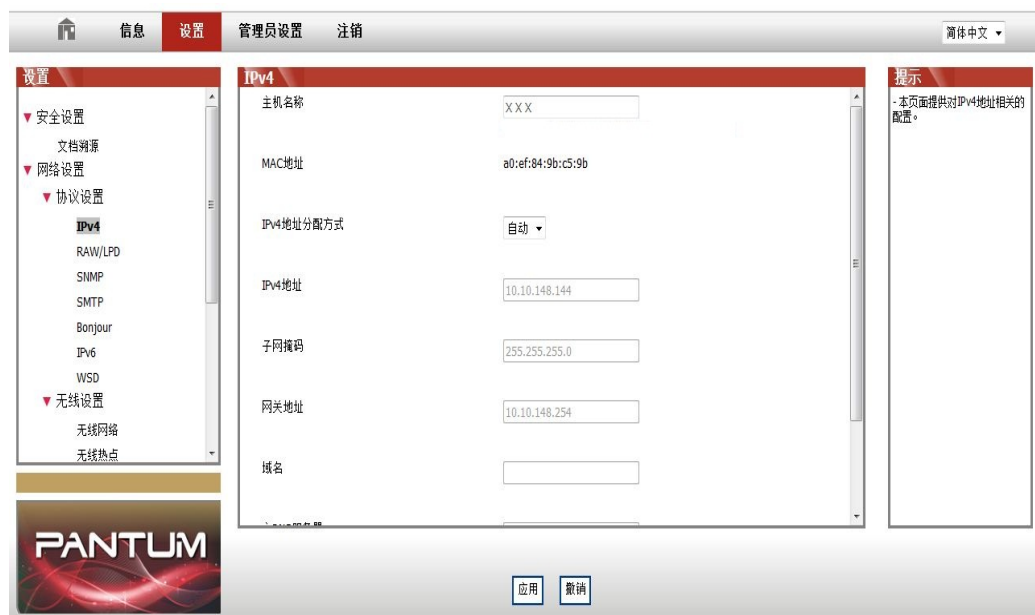 信息
设置
管理员设置
注销
简体中文
设置
安全设置
文档溯源
网络设置
协议设置
IPv4
RAW/LPD
SNMP
SMTP
Bonjour
IPv6
WSD
无线设置
无线网络
无线热点
PANTUM
IPv4
主机名称
XXX
MAC地址
a0:ef:84:9b:c5:9b
IPv4地址分配方式
自动
IPv4地址
10.10.148.144
子网掩码
255.255.255.0
网关地址
10.10.148.254
域名
应用
撤销
提示
- 本页面提供对IPv4地址相关的
配置。